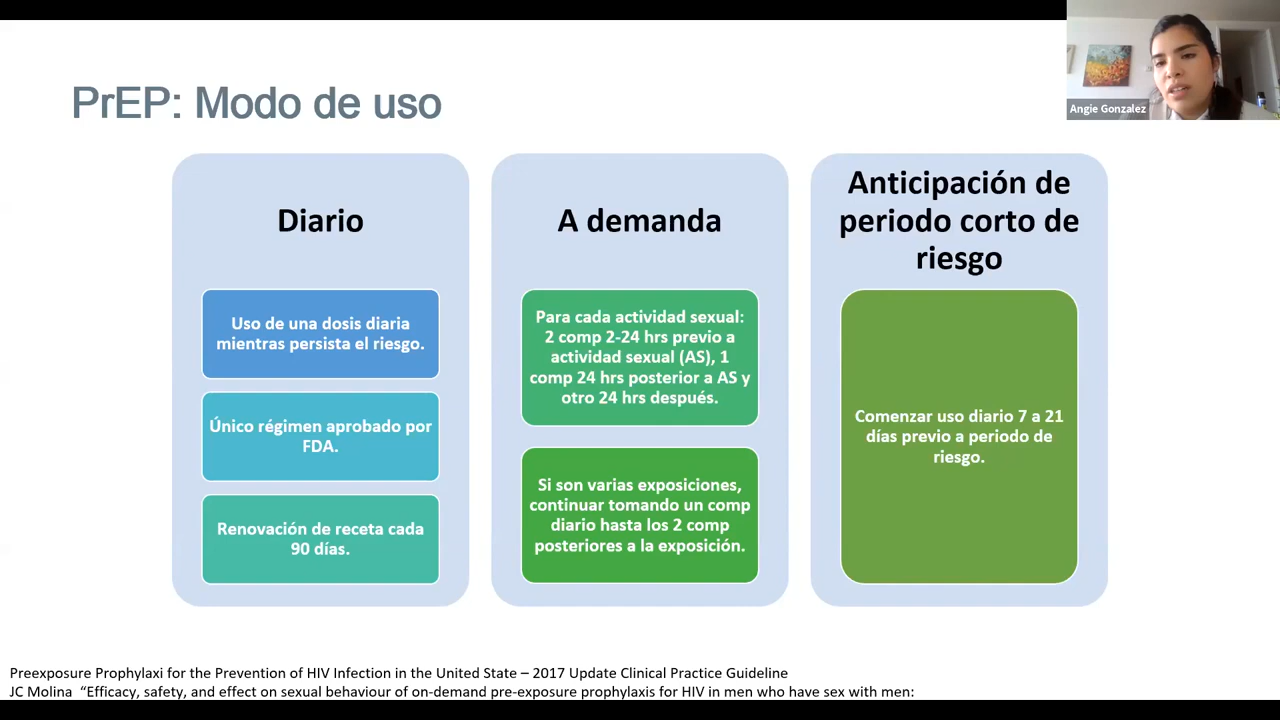 PrEP: Modo de uso
Angie Gonzalez
Diario
Uso de una dosis diaria
mientras persista el riesgo.
Único régimen aprobado por
FDA.
Renovación de receta cada
90 días.
A demanda
Para cada actividad sexual:
2 comp 2-24 hrs previo a
actividad sexual (AS), 1
comp 24 hrs posterior a AS y
otro 24 hrs después.
Si son varias exposiciones,
continuar tomando un comp
diario hasta los 2 comp
posteriores a la exposición.
Anticipación de
periodo corto de
riesgo
Comenzar uso diario 7 a 21
días previo a periodo de
riesgo.
Preexposure Prophylaxi for the Prevention of HIV Infection in the United State – 2017 Update Clinical Practice Guideline
JC Molina “Efficacy, safety, and effect on sexual behaviour of on-demand pre-exposure prophylaxis for HIV in men who have sex with men: